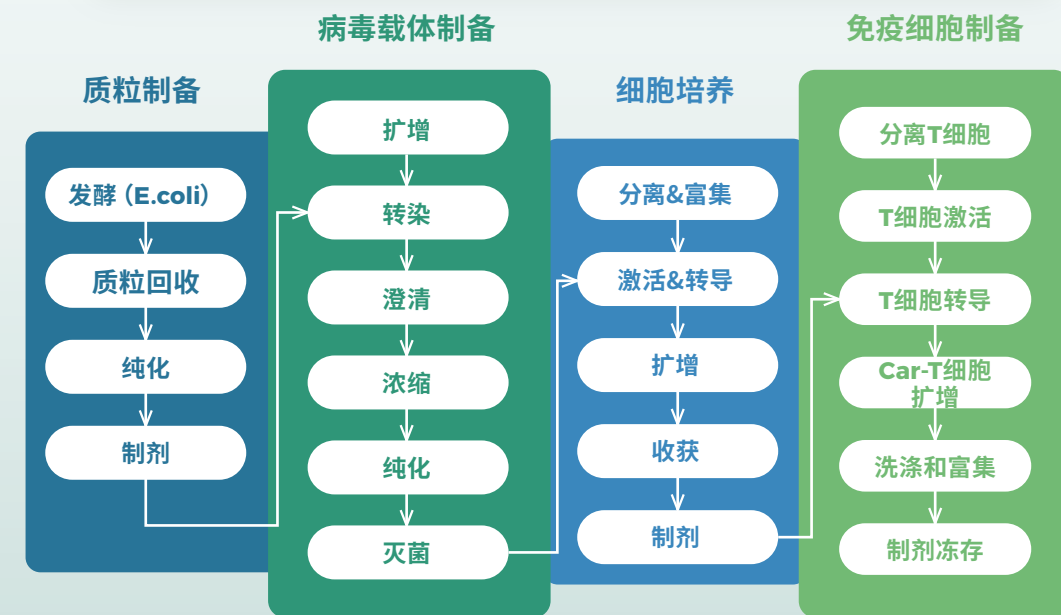 质粒制备
发酵（E.coli）
质粒回收
纯化
制剂
病毒载体制备
扩增
转染
澄清
浓缩
纯化
灭菌
细胞培养
分离&富集
激活&转导
扩增
收获
制剂
免疫细胞制备
分离T细胞
T细胞激活
T细胞转导
Car-T细胞
扩增
洗涤和富集
制剂冻存